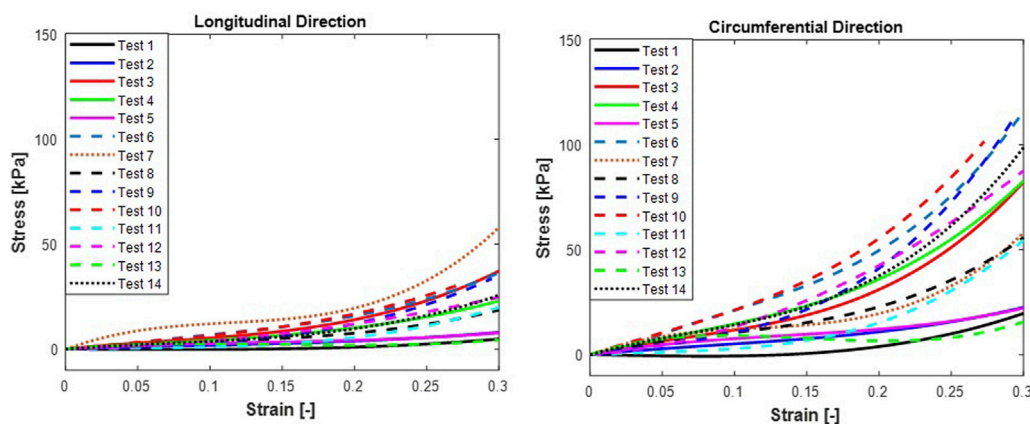 Longitudinal Direction
150
100
50
0
Stress [kPa]
Test 1
Test 2
Test 3
Test 4
Test 5
Test 6
Test 7
Test 8
Test 9
Test 10
Test 11
Test 12
Test 13
Test 14
0 0.05 0.1 0.15 0.2 0.25 0.3
Strain [-]
Circumferential Direction
150
100
50
0
Stress [kPa]
Test 1
Test 2
Test 3
Test 4
Test 5
Test 6
Test 7
Test 8
Test 9
Test 10
Test 11
Test 12
Test 13
Test 14
0 0.05 0.1 0.15 0.2 0.25 0.3
Strain [-]